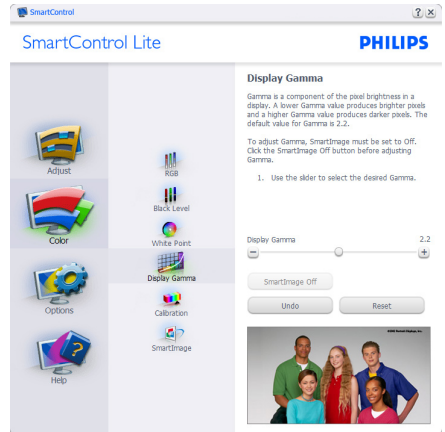 SmartControl
SmartControl Lite
PHILIPS
Adjust
Color
Options
Help
RGB
Black Level
White Point
Display Gamma
Calibration
SmartImage
Display Gamma
Gamma is a component of the pixel brightness in a
display. A lower Gamma value produces brighter pixels
and a higher Gamma value produces darker pixels. The
default value for Gamma is 2.2.
To adjust Gamma, SmartImage must be set to Off.
Click the SmartImage Off button before adjusting
Gamma.
1. Use the slider to select the desired Gamma.
Display Gamma 2.2
SmartImage Off
Undo Reset